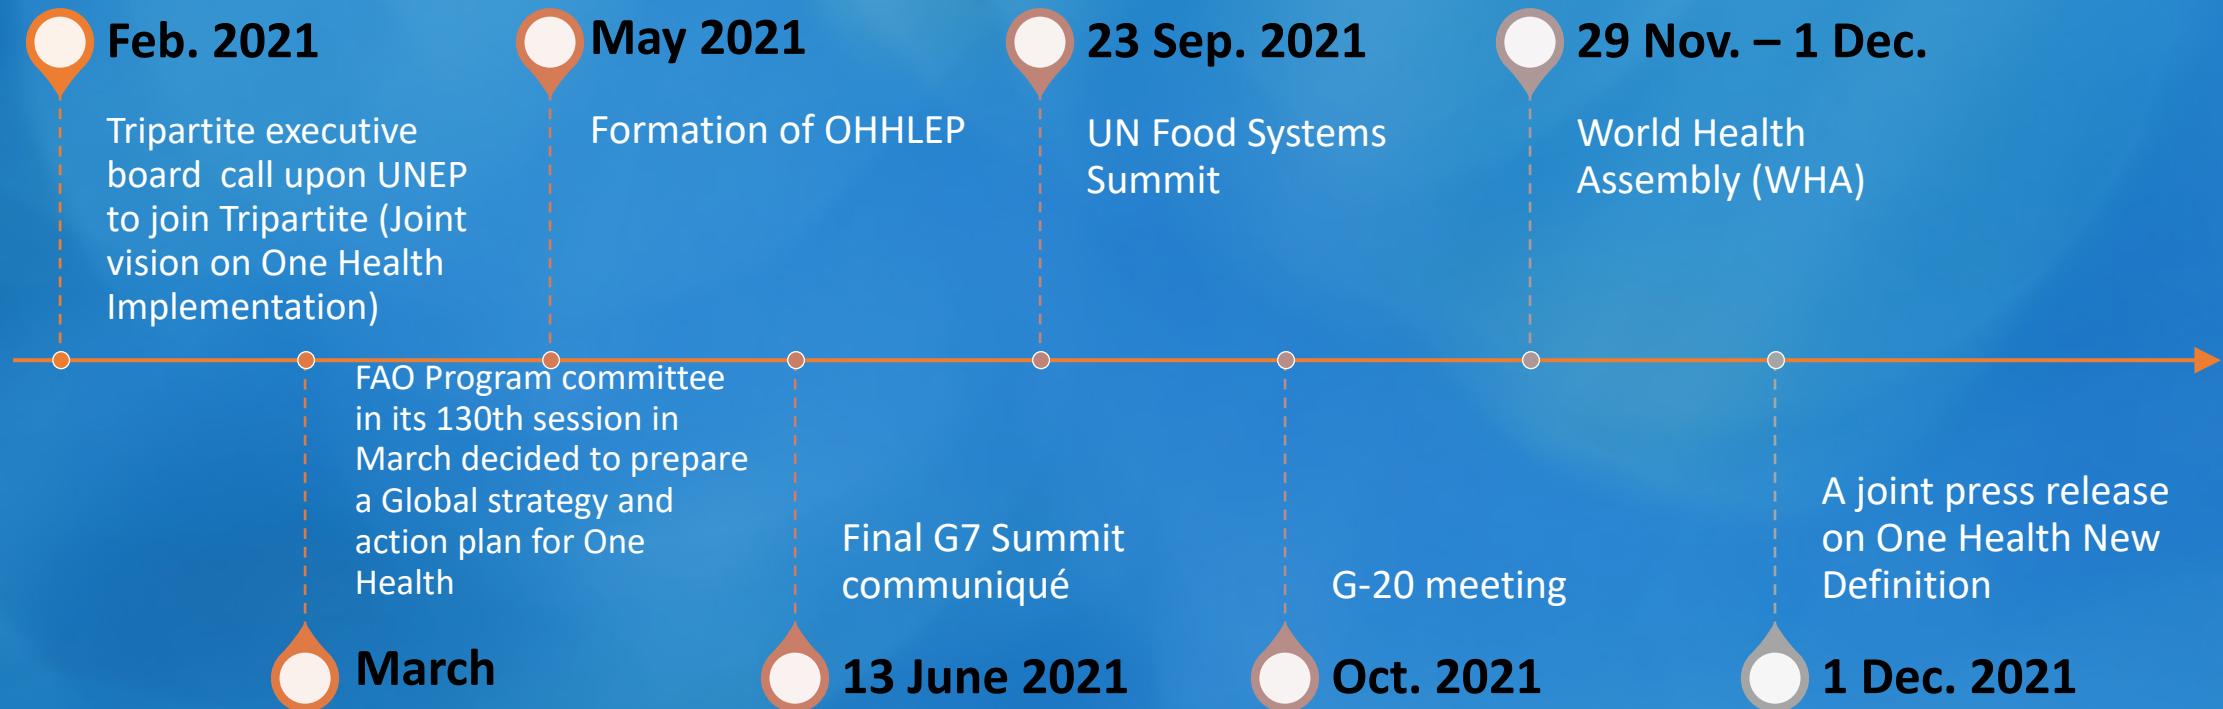 Feb. 2021
Tripartite executive
board  call upon UNEP
to join Tripartite (Joint
vision on One Health
Implementation)
March
FAO Program committee
in its 130th session in
March decided to prepare
a Global strategy and
action plan for One
Health
May 2021
Formation of OHHLEP
13 June 2021
Final G7 Summit
communiqué
23 Sep. 2021
UN Food Systems
Summit
Oct. 2021
G-20 meeting
29 Nov. – 1 Dec.
World Health
Assembly (WHA)
1 Dec. 2021
A joint press release
on One Health New
Definition